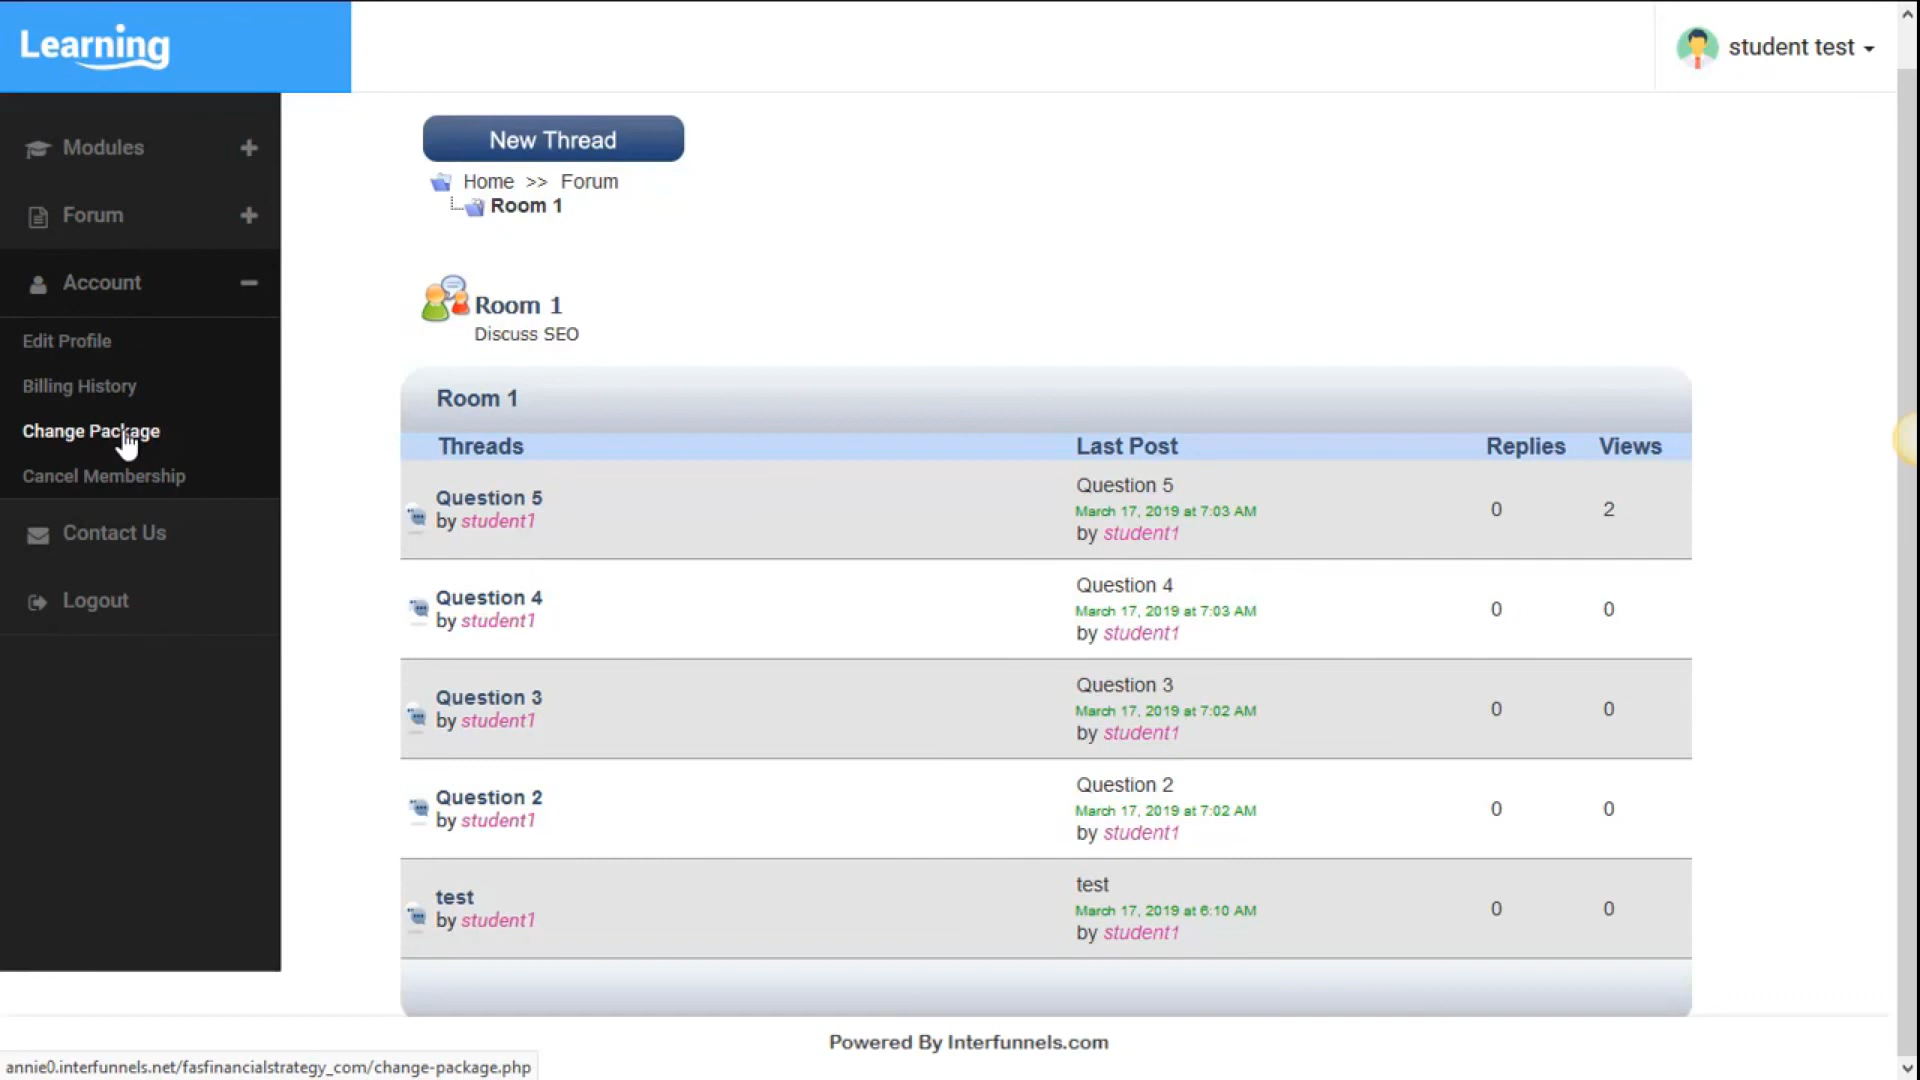 Learning
student test
Modules
Forum
Account
Edit Profile
Billing History
Change Package
Cancel Membership
Contact Us
Logout
New Thread
Home >> Forum
Room 1
Room 1
Discuss SEO
Room 1
Threads Last Post Replies Views
Question 5
by student1
Question 5
March 17, 2019 at 7:03 AM
by student1
0 2
Question 4
by student1
Question 4
March 17, 2019 at 7:03 AM
by student1
0 0
Question 3
by student1
Question 3
March 17, 2019 at 7:02 AM
by student1
0 0
Question 2
by student1
Question 2
March 17, 2019 at 7:02 AM
by student1
0 0
test
by student1
test
March 17, 2019 at 6:10 AM
by student1
0 0
Powered By Interfunnels.com
annie0.interfunnels.net/fasfinancialstrategy_com/change-package.php